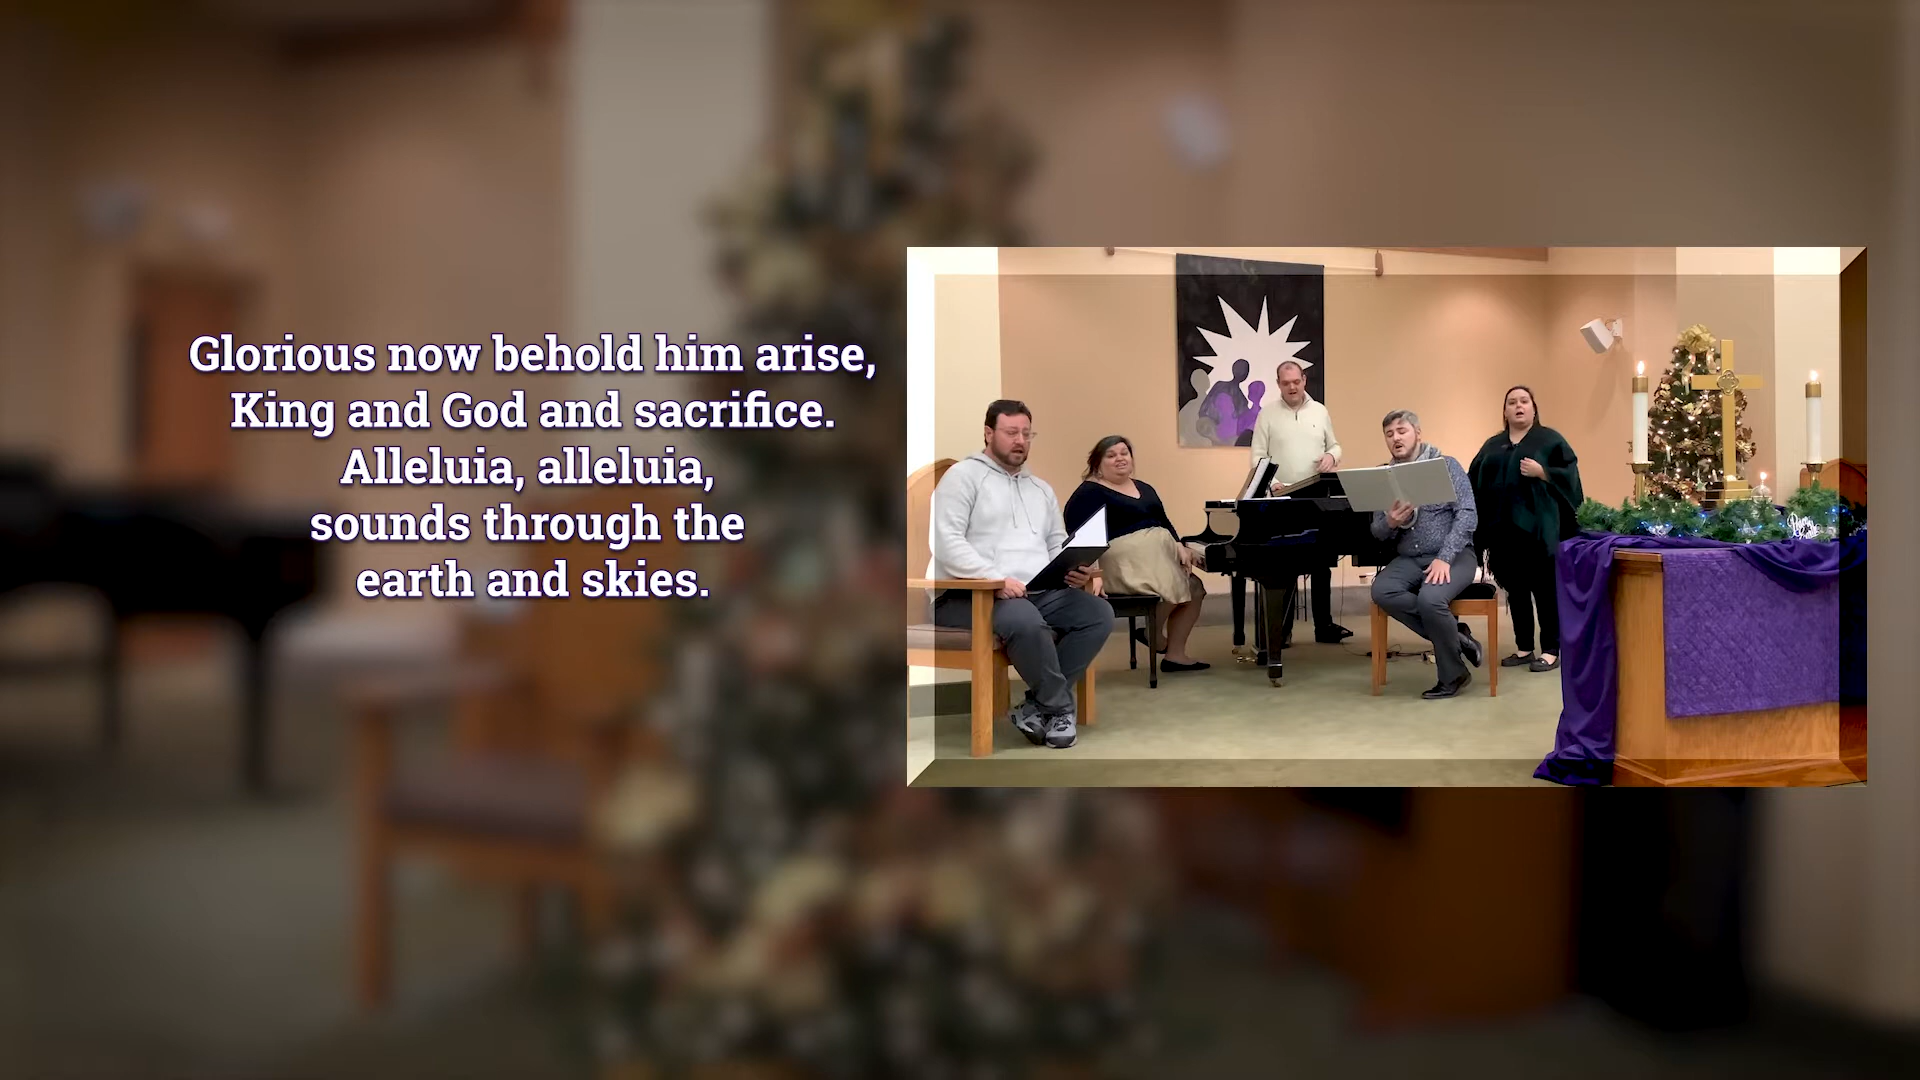 Glorious now behold him arise,
King and God and sacrifice.
Alleluia, alleluia,
sounds through the
earth and skies.